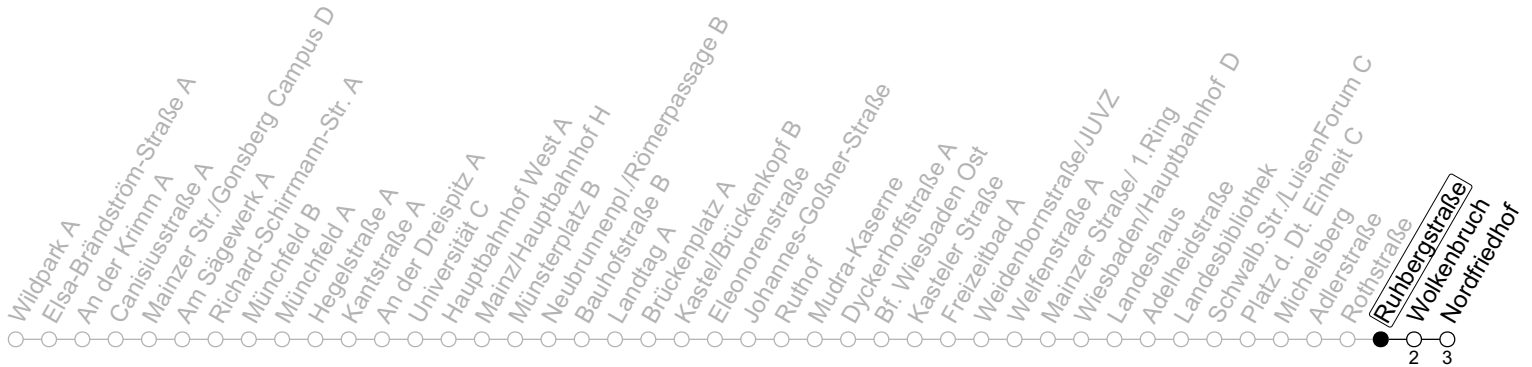 Wildpark A
Elsa-Brändström-Straße A
An der Krimm A
Canisiusstraße A
Mainzer Str./Gonsberg Campus D
Am Sägewerk A
Richard-Schirrmann-Str. A
Münchfeld B
Münchfeld A
Hegelstraße A
Kantstraße A
An der Dreispitz A
Universität C
Hauptbahnhof West A
Mainz/Hauptbahnhof H
Münsterplatz B
Neubrunnenpl./Römerpassage B
Bauhofstraße B
Landtag A
Brückenplatz A
Kastel/Brückenkopf B
Eleonorenstraße
Johannes-Goßner-Straße
Ruthof
Mudra-Kaserne
Dyckerhoffstraße A
Bf. Wiesbaden Ost
Kasteler Straße
Freizeitbad A
Weidenbornstraße/JUVZ
Welfenstraße A
Mainzer Straße/ 1.Ring
Wiesbaden/Hauptbahnhof D
Landeshaus
Adelheidstraße
Landesbibliothek
Schwalb.Str./LuisenForum C
Platz d. Dt. Einheit C
Michelsberg
Adlerstraße
Rothstraße
Ruhbergstraße
Wolkenbruch
Nordfriedhof
2 3